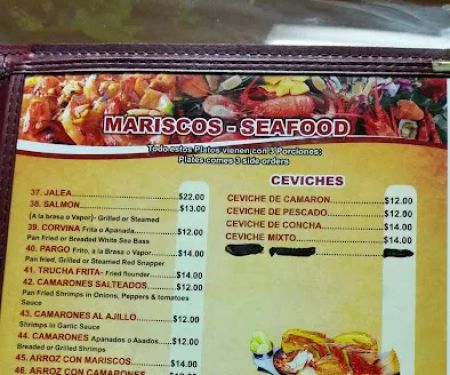 MARISCOS - SEAFOOD
Todo estos Platos vienen con 3 Porciones:
Plates comes 3 side orders
37. JALEA.....................$22.00
38. SALMON.....................$13.00
(A la brasa o Vapor)- Grilled or Steamed
39. CORVINA Frita o Apanada..........$12.00
Pan Fried or Breaded White Sea Bass
40. PARGO Frito, a la Brasa o Vapor......$14.00
Pan fried, Grilled or Steamed Red Snapper
41. TRUCHA FRITA- Fried flounder........$14.00
42. CAMARONES SALTEADOS.......$12.00
Pan Fried Shrimps in Onions, Peppers & tomatoes
Sauce
43. CAMARONES AL AJILLO.........$12.00
Shrimps in Garlic Sauce
44. CAMARONES Apanados o Asados.....$12.00
Breaded or Grilled Shrimps
45. ARROZ CON MARISCOS.........$14.00
46. ARROZ CON CAMARONES
CEVICHES
CEVICHE DE CAMARON.................$12.00
CEVICHE DE PESCADO.................$12.00
CEVICHE DE CONCHA.................$14.00
CEVICHE MIXTO.................$14.00